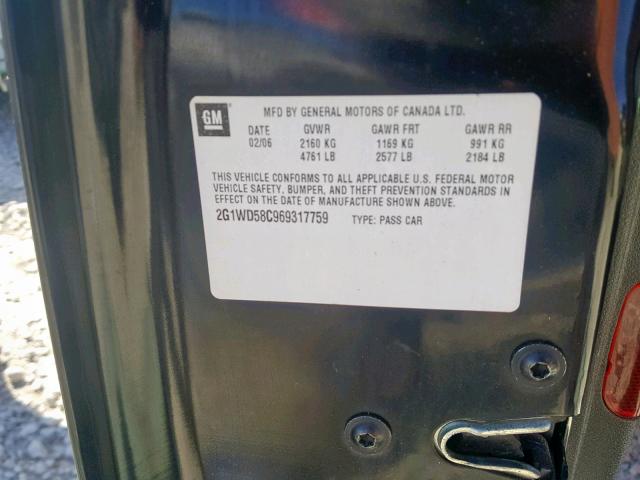 GM MFD BY GENERAL MOTORS OF CANADA LTD.
DATE GVWR GAWR FRT GAWR RR
02/06 2160 KG 1169 KG 991 KG
4761 LB 2577 LB 2184 LB
THIS VEHICLE CONFORMS TO ALL APPLICABLE U.S. FEDERAL MOTOR
VEHICLE SAFETY, BUMPER, AND THEFT PREVENTION STANDARDS IN
EFFECT ON THE DATE OF MANUFACTURE SHOWN ABOVE.
2G1WD58C969317759 TYPE: PASS CAR